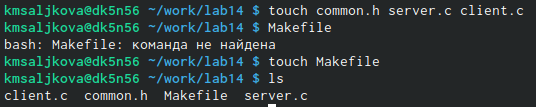 kmsaljkova@dk5n56 ~/work/lab14 $ touch common.h server.c client.c
kmsaljkova@dk5n56 ~/work/lab14 $ Makefile
bash: Makefile: команда не найдена
kmsaljkova@dk5n56 ~/work/lab14 $ touch Makefile
kmsaljkova@dk5n56 ~/work/lab14 $ ls
client.c  common.h  Makefile  server.c